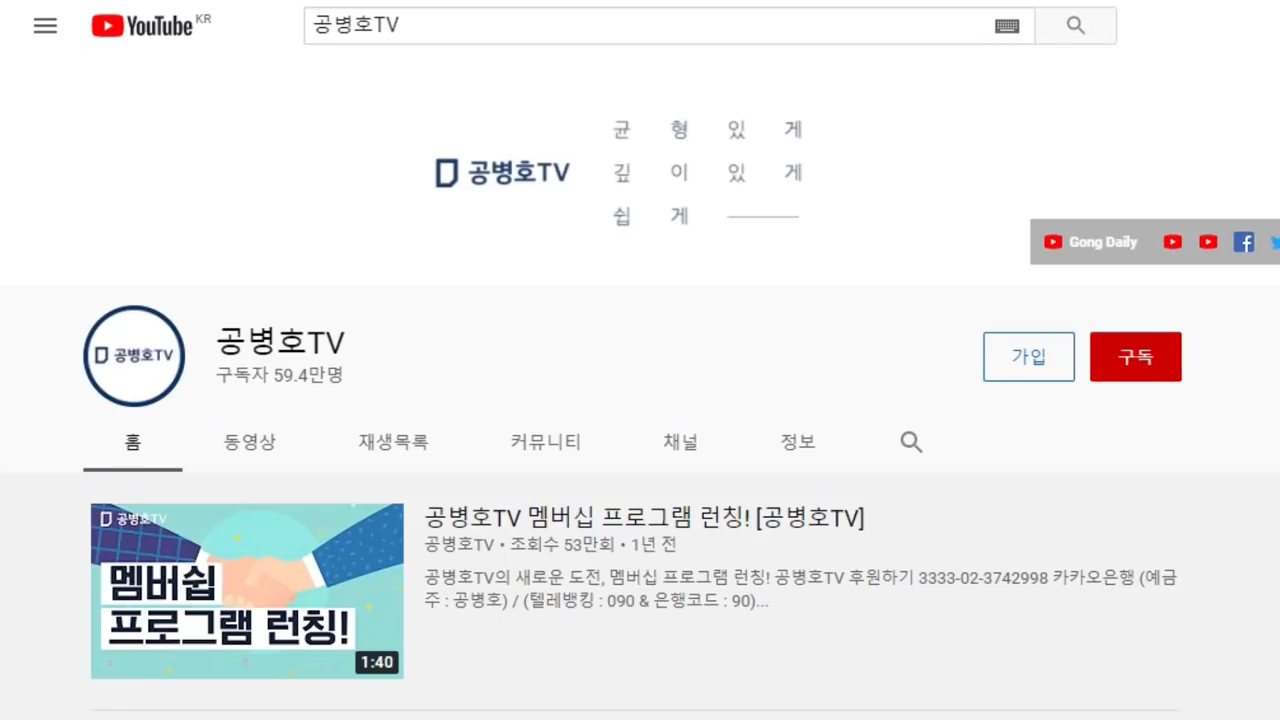 YouTube KR
공병호TV
균 형 있 게
공병호TV
깊 이 있 게
쉽 게
Gong Daily
공병호TV
공병호TV
구독자 59.4만명
가입
구독
홈 동영상 재생목록 커뮤니티 채널 정보
공병호TV
멤버쉽
프로그램 런칭!
1:40
공병호TV 멤버십 프로그램 런칭! [공병호TV]
공병호TV • 조회수 53만회 • 1년 전
공병호TV의 새로운 도전, 멤버십 프로그램 런칭! 공병호TV 후원하기 3333-02-3742998 카카오은행 (예금
주 : 공병호) / (텔레뱅킹 : 090 & 은행코드 : 90)...